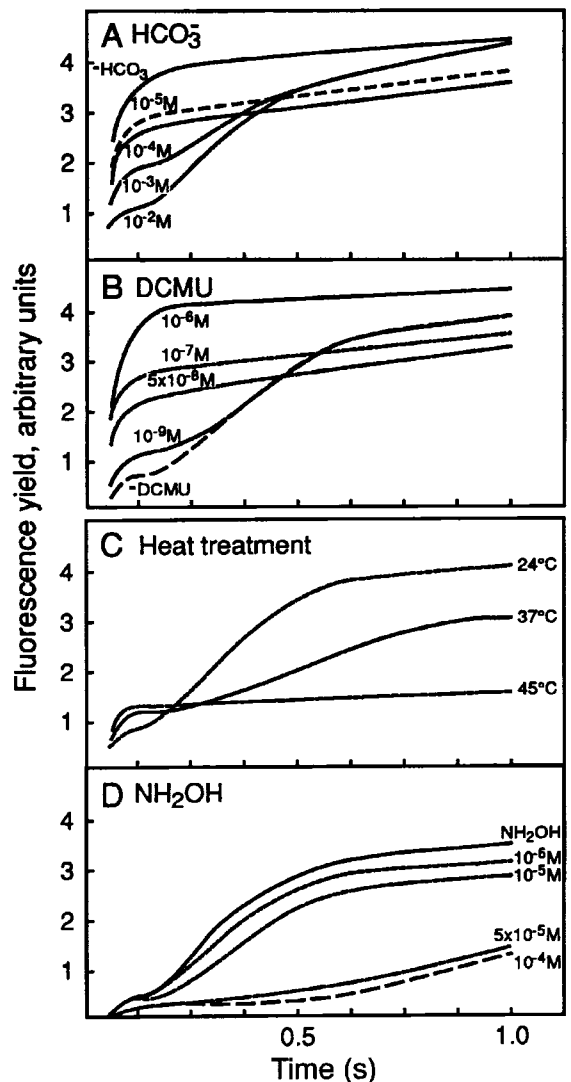 A HCO₃⁻
4
-HCO₃
10⁻⁵M
3
10⁻⁴M
2
10⁻³M
1
10⁻²M
B DCMU
4
10⁻⁶M
10⁻⁷M
3
5x10⁻⁸M
2
10⁻⁹M
1
-DCMU
C Heat treatment
4
24°C
3
37°C
2
45°C
1
D NH₂OH
4
NH₂OH
3
10⁻⁶M
10⁻⁵M
2
5x10⁻⁵M
1
10⁻⁴M
0.5
1.0
Time (s)
Fluorescence yield, arbitrary units